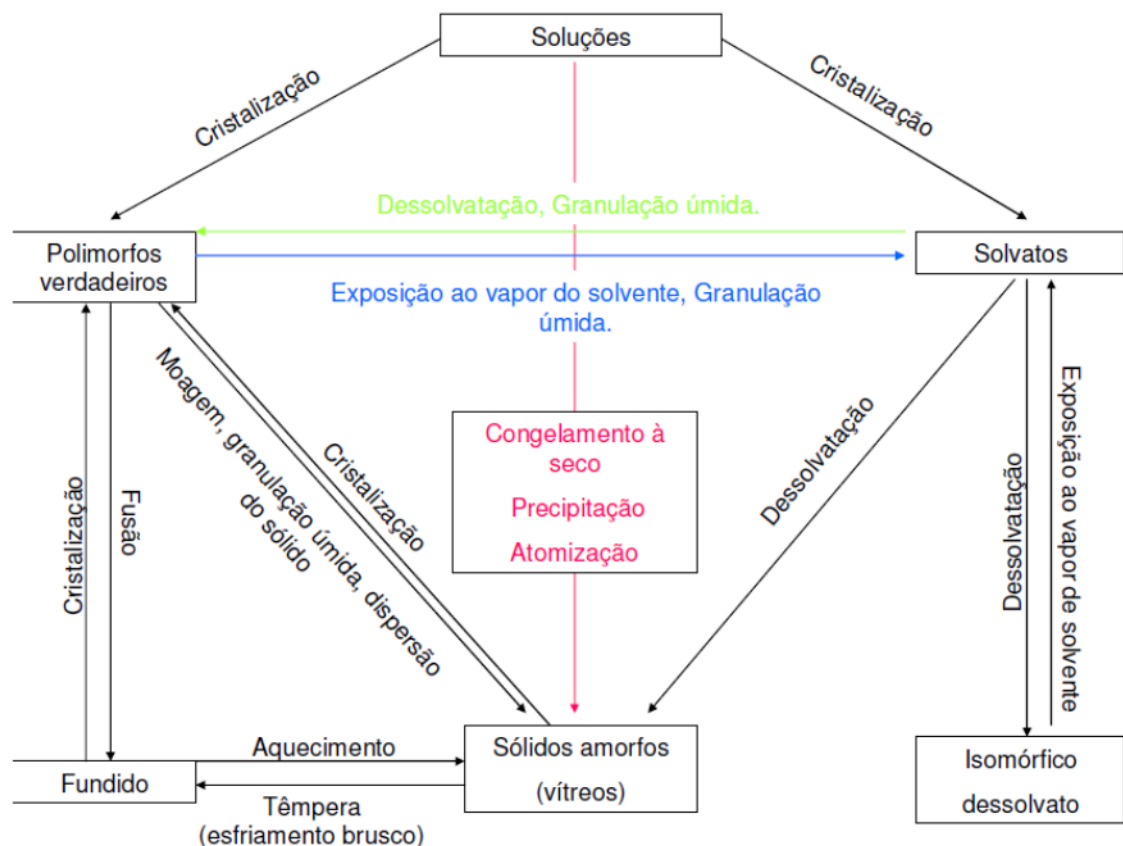 Soluções
Cristalização
Cristalização
Dessolvatação, Granulação úmida.
Polimorfos
verdadeiros
Solvatos
Exposição ao vapor do solvente, Granulação
úmida.
Moagem, granulação úmida, dispersão
do sólido
Cristalização
Congelamento à
seco
Precipitação
Atomização
Dessolvatação
Cristalização
Fusão
Dessolvatação
Exposição ao vapor de solvente
Aquecimento
Fundido
Têmpera
(esfriamento brusco)
Sólidos amorfos
(vítreos)
Isomórfico
dessolvato